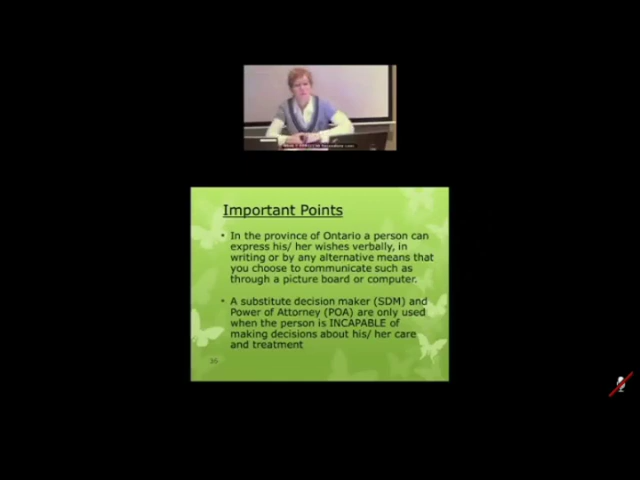 Important Points
• In the province of Ontario a person can
express his/ her wishes verbally, in
writing or by any alternative means that
you choose to communicate such as
through a picture board or computer.
• A substitute decision maker (SDM) and
Power of Attorney (POA) are only used
when the person is INCAPABLE of
making decisions about his/ her care
and treatment